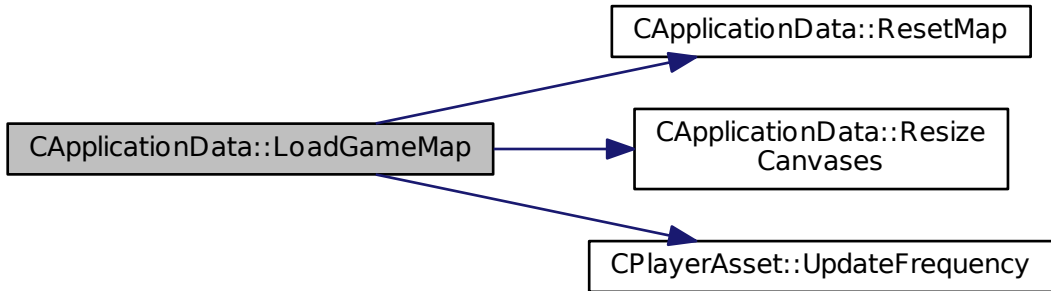 CApplicationData::ResetMap
CApplicationData::LoadGameMap
CApplicationData::Resize
Canvases
CPlayerAsset::UpdateFrequency